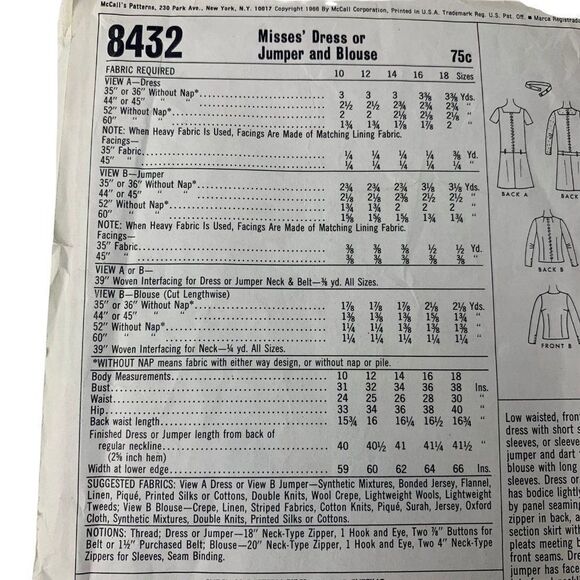 McCall's Patterns, 230 Park Ave., New York, N.Y. 10017 Copyright 1966 by McCall Corporation, Printed in U.S.A. Trademark Reg. U.S. Pat. Off. ■ Marca Registrada
8432 Misses' Dress or
Jumper and Blouse 75c
FABRIC REQUIRED 10 12 14 16 18 Sizes
VIEW A—Dress
35" or 36" Without Nap* 3 3 3 3⅜ 3⅜ Yds.
44" or 45" " " 2½ 2½ 2¾ 2¾ 2¾ "
52" Without Nap* 2 2 2⅛ 2⅛ 2⅛ "
60" " " 1¾ 1¾ 1⅞ 1⅞ 2 "
NOTE: When Heavy Fabric Is Used, Facings Are Made of Matching Lining Fabric.
Facings—
35" Fabric ¼ ¼ ¼ ¼ ⅜ Yd.
45" " ¼ ¼ ¼ ¼ ¼ "
VIEW B—Jumper
35" or 36" Without Nap* 2¾ 2¾ 2¾ 3⅛ 3⅛ Yds.
44" or 45" " " 2⅛ 2⅛ 2⅜ 2⅜ 2⅜ "
52" Without Nap* 1¾ 1¾ 2 2 2 "
60" " " 1⅝ 1⅝ 1⅝ 1¾ 1¾ "
NOTE: When Heavy Fabric Is Used, Facings Are Made of Matching Lining Fabric.
Facings—
35" Fabric ⅜ ⅜ ⅜ ½ ½ Yd.
45" " ⅜ ⅜ ⅜ ⅜ ⅜ "
VIEW A or B—
39" Woven Interfacing for Dress or Jumper Neck & Belt—⅜ yd. All Sizes.
VIEW B—Blouse (Cut Lengthwise)
35" or 36" Without Nap* 1⅞ 1⅞ 1⅞ 2⅛ 2⅛ Yds.
44" or 45" " " 1⅜ 1⅜ 1⅜ 1⅝ 1¾ "
52" Without Nap* 1¼ 1¼ 1⅜ 1⅜ 1⅜ "
60" " " 1¼ 1¼ 1¼ 1¼ 1¼ "
39" Woven Interfacing for Neck—¼ yd. All Sizes.
*WITHOUT NAP means fabric with either way design, or without nap or pile.
Body Measurements 10 12 14 16 18
Bust 31 32 34 36 38 Ins.
Waist 24 25 26 28 30 "
Hip 33 34 36 38 40 "
Back waist length 15¾ 16 16¼ 16½ 16¾ "
Finished Dress or Jumper length from back of
regular neckline 40 40½ 41 41¼ 41½ "
(2⅝ inch hem)
Width at lower edge 59 60 62 64 66 Ins.
SUGGESTED FABRICS: View A Dress or View B Jumper—Synthetic Mixtures, Bonded Jersey, Flannel,
Linen, Piqué, Printed Silks or Cottons, Double Knits, Wool Crepe, Lightweight Wools, Lightweight
Tweeds; View B Blouse—Crepe, Linen, Striped Fabrics, Cotton Knits, Piqué, Surah, Jersey, Oxford
Cloth, Synthetic Mixtures, Double Knits, Printed Silks or Cottons.
NOTIONS: Thread; Dress or Jumper—18" Neck-Type Zipper, 1 Hook and Eye, Two ⅞" Buttons for
Belt or 1½" Purchased Belt; Blouse—20" Neck-Type Zipper, 1 Hook and Eye, Two 4" Neck-Type
Zippers for Sleeves, Seam Binding.
BACK A
BACK B
FRONT B
Low waisted, fron
dress with short s
sleeves, or sleeve
jumper and dart
blouse with long
sleeves. Dress or
has bodice lightly
by panel seaming
zipper in back, a
section skirt with
pleats meeting b
front seams. Dre
jumper has faced